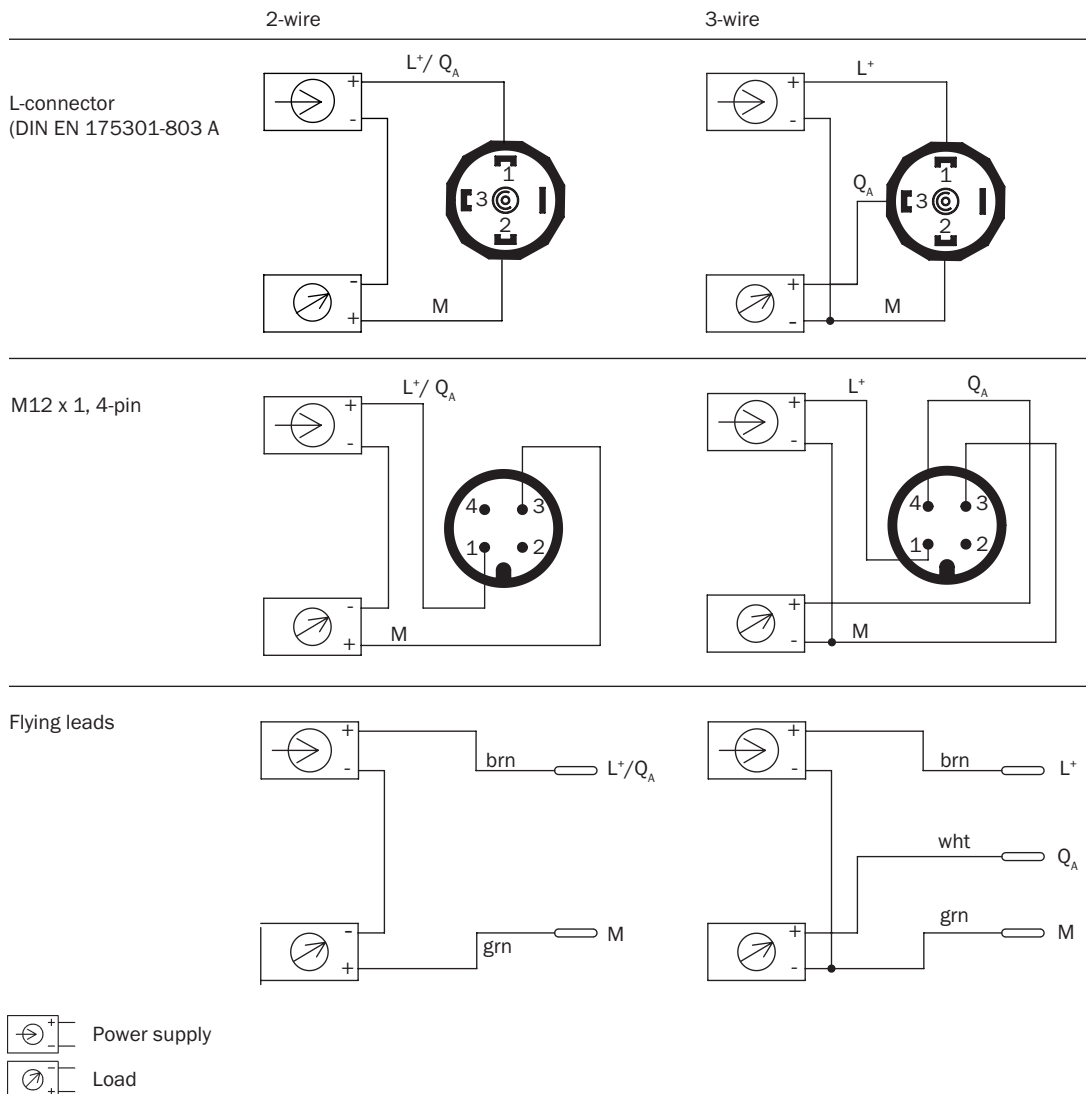 2-wire 3-wire
L⁺/ Q_A L⁺
+ +
L-connector
(DIN EN 175301-803 A
- -
1 1
Q_A
3 3
2 2
- +
M M
+ -
L⁺/ Q_A L⁺ Q_A
M12 x 1, 4-pin
+ +
- -
4 3 4 3
1 2 1 2
- +
M M
+ -
Flying leads
+ +
brn L⁺/Q_A brn L⁺
- -
wht Q_A
grn
- M + M
grn
+ -
+
- Power supply
-
+ Load